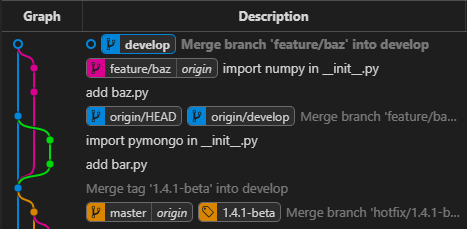 Graph Description
develop Merge branch 'feature/baz' into develop
feature/baz origin import numpy in __init__.py
add baz.py
origin/HEAD origin/develop Merge branch 'feature/ba...
import pymongo in __init__.py
add bar.py
Merge tag '1.4.1-beta' into develop
master origin 1.4.1-beta Merge branch 'hotfix/1.4.1-b...